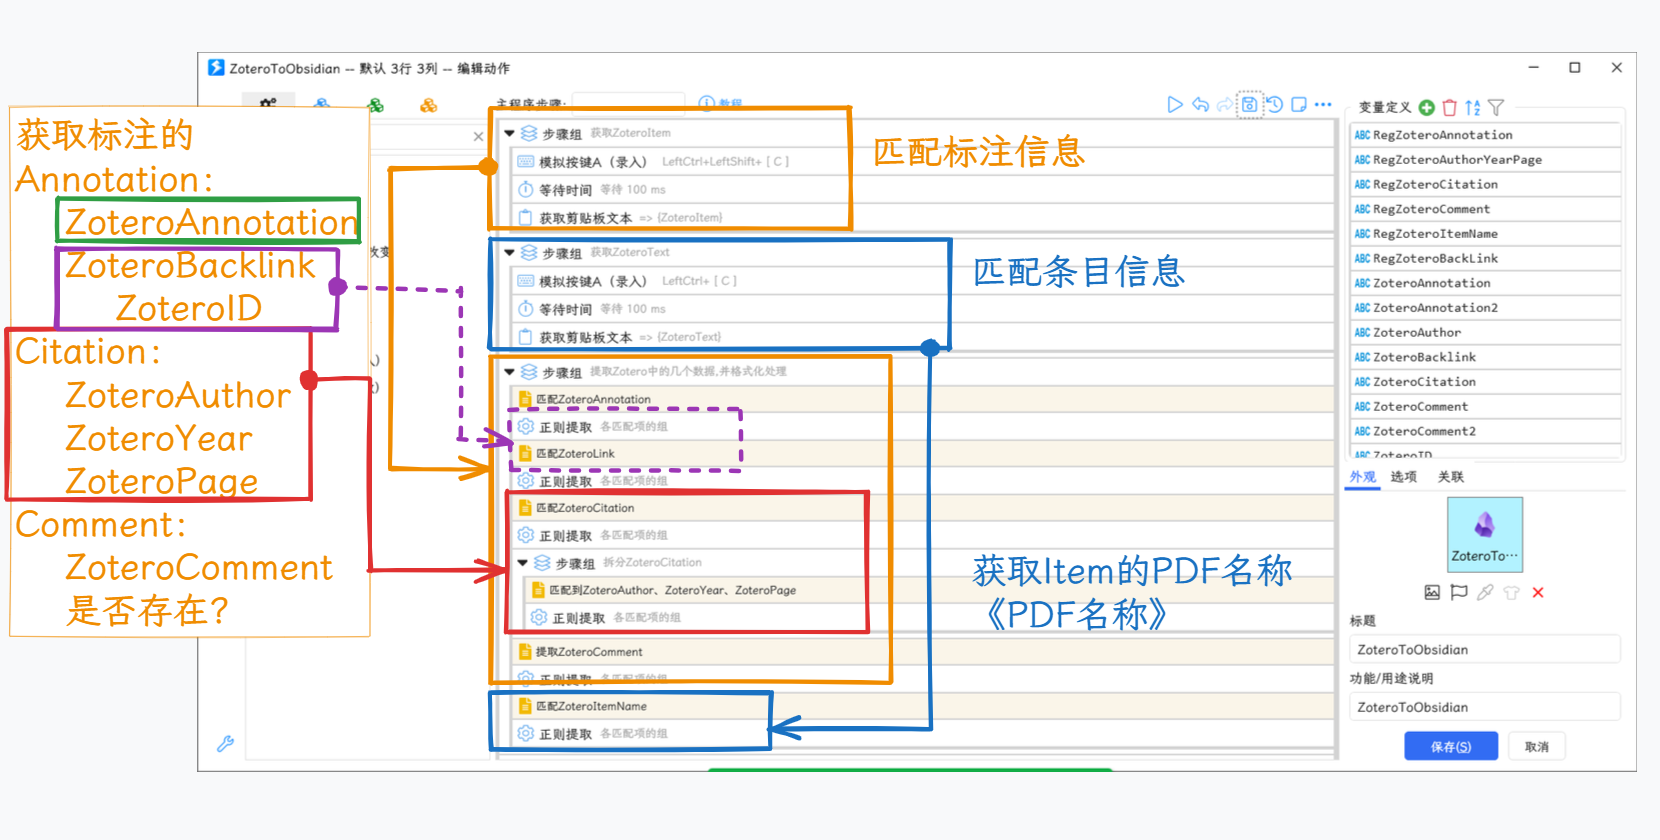 ZoteroToObsidian -- 默认 3行 3列 -- 编辑动作
主程序步骤:
教程
获取标注的
Annotation:
ZoteroAnnotation
ZoteroBacklink
ZoteroID
Citation:
ZoteroAuthor
ZoteroYear
ZoteroPage
Comment:
ZoteroComment
是否存在?
改变
步骤组 获取ZoteroItem
模拟按键A（录入） LeftCtrl+LeftShift+ [ C ]
等待时间 等待 100 ms
获取剪贴板文本 => {ZoteroItem}
匹配标注信息
步骤组 获取ZoteroText
模拟按键A（录入） LeftCtrl+ [ C ]
等待时间 等待 100 ms
获取剪贴板文本 => {ZoteroText}
匹配条目信息
步骤组 提取Zotero中的几个数据,并格式化处理
匹配ZoteroAnnotation
正则提取 各匹配项的组
匹配ZoteroLink
正则提取 各匹配项的组
匹配ZoteroCitation
正则提取 各匹配项的组
步骤组 拆分ZoteroCitation
匹配到ZoteroAuthor、ZoteroYear、ZoteroPage
正则提取 各匹配项的组
提取ZoteroComment
正则提取 各匹配项的组
匹配ZoteroItemName
正则提取 各匹配项的组
获取Item的PDF名称
《PDF名称》
变量定义
ABC RegZoteroAnnotation
ABC RegZoteroAuthorYearPage
ABC RegZoteroCitation
ABC RegZoteroComment
ABC RegZoteroItemName
ABC RegZoteroBackLink
ABC ZoteroAnnotation
ABC ZoteroAnnotation2
ABC ZoteroAuthor
ABC ZoteroBacklink
ABC ZoteroCitation
ABC ZoteroComment
ABC ZoteroComment2
ABC ZoteroID
外观 选项 关联
ZoteroTo…
标题
ZoteroToObsidian
功能/用途说明
ZoteroToObsidian
保存(S) 取消